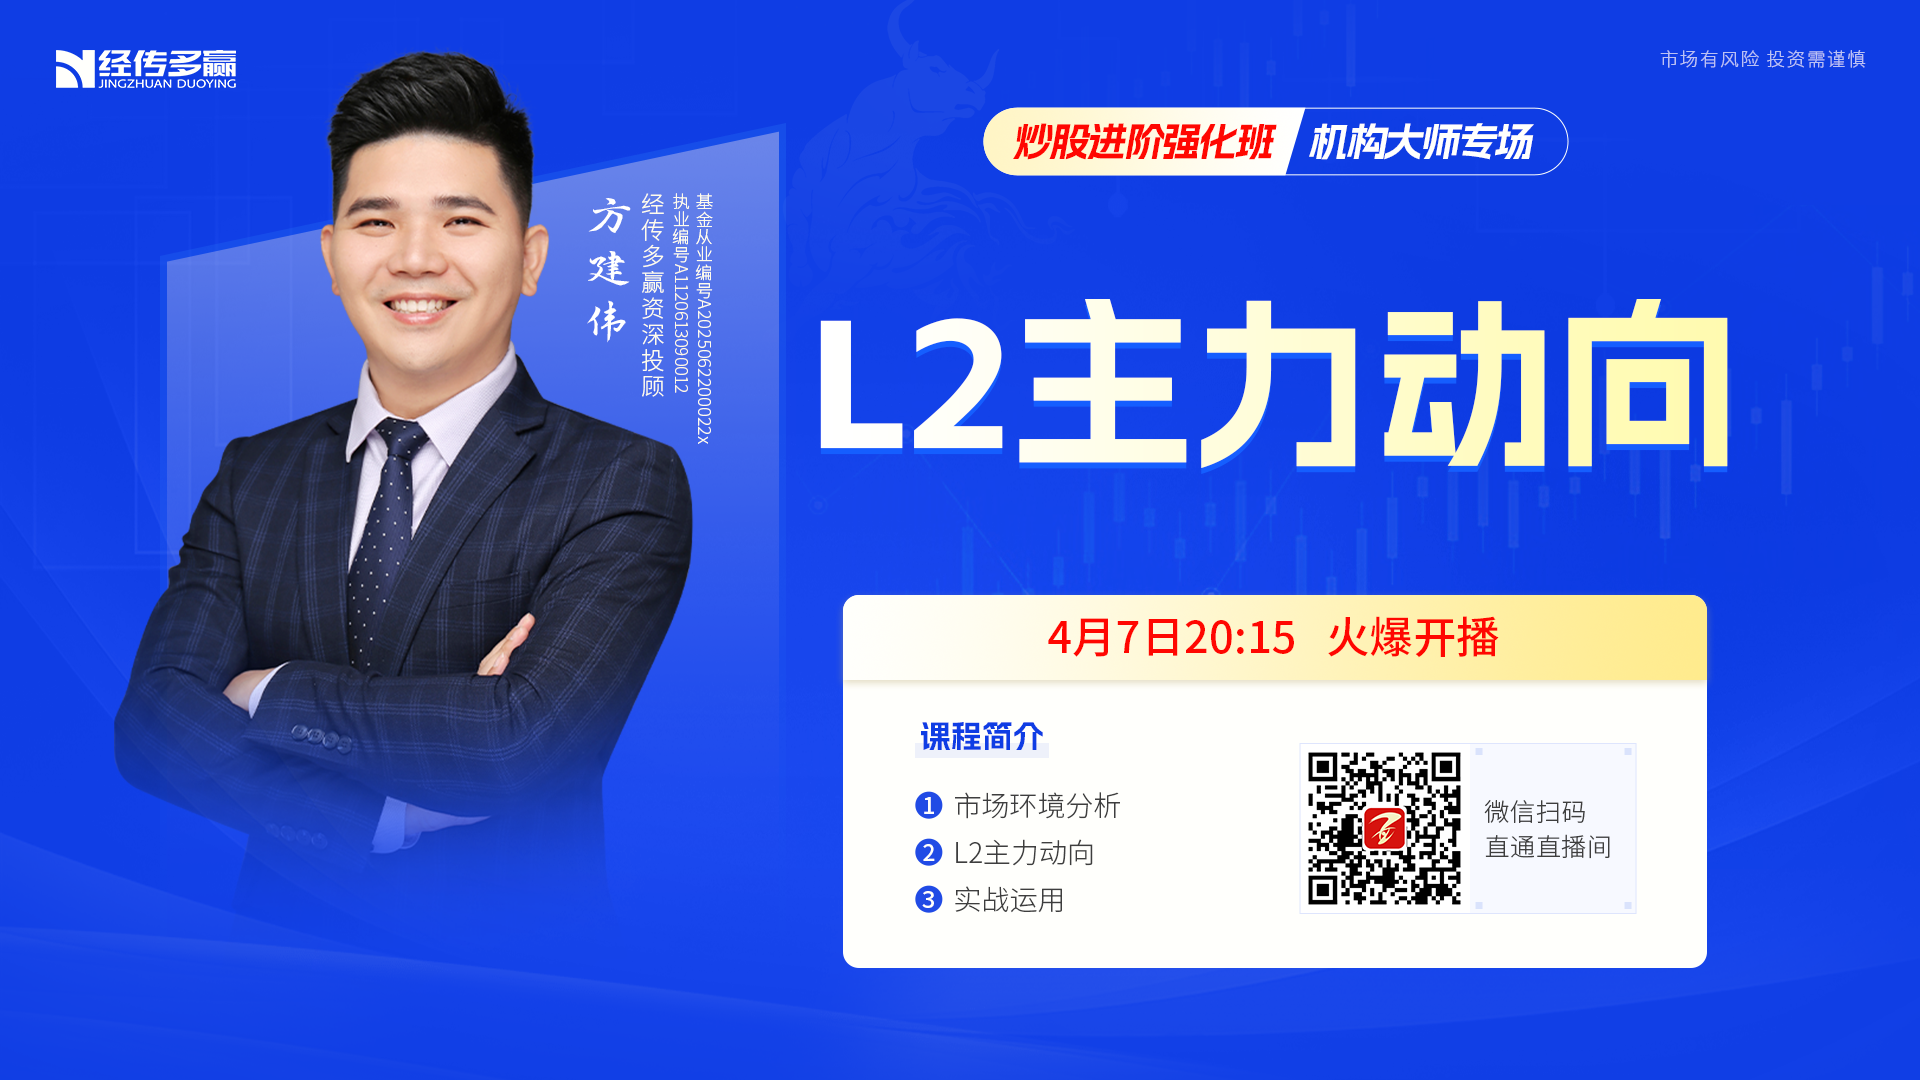 经传多赢
JINGZHUAN DUOYING
市场有风险 投资需谨慎
炒股进阶强化班 机构大师专场
方建伟
经传多赢资深投顾
执业编号A1120613090012
基金从业编号A20250622000022x
L2主力动向
4月7日20:15 火爆开播
课程简介
1 市场环境分析
2 L2主力动向
3 实战运用
微信扫码
直通直播间